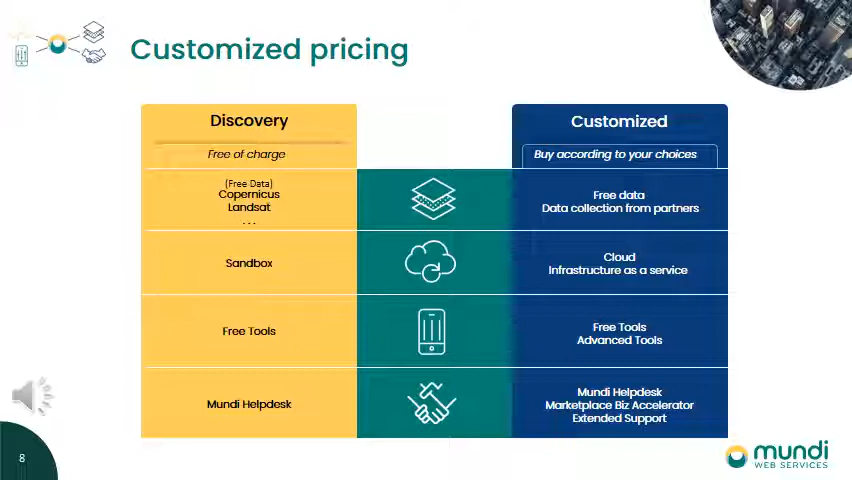 Customized pricing
Discovery
Customized
Free of charge
Buy according to your choices
(Free Data)
Copernicus
Landsat
...
Free data
Data collection from partners
Sandbox
Cloud
Infrastructure as a service
Free Tools
Free Tools
Advanced Tools
Mundi Helpdesk
Mundi Helpdesk
Marketplace Biz Accelerator
Extended Support
8
mundi
WEB SERVICES